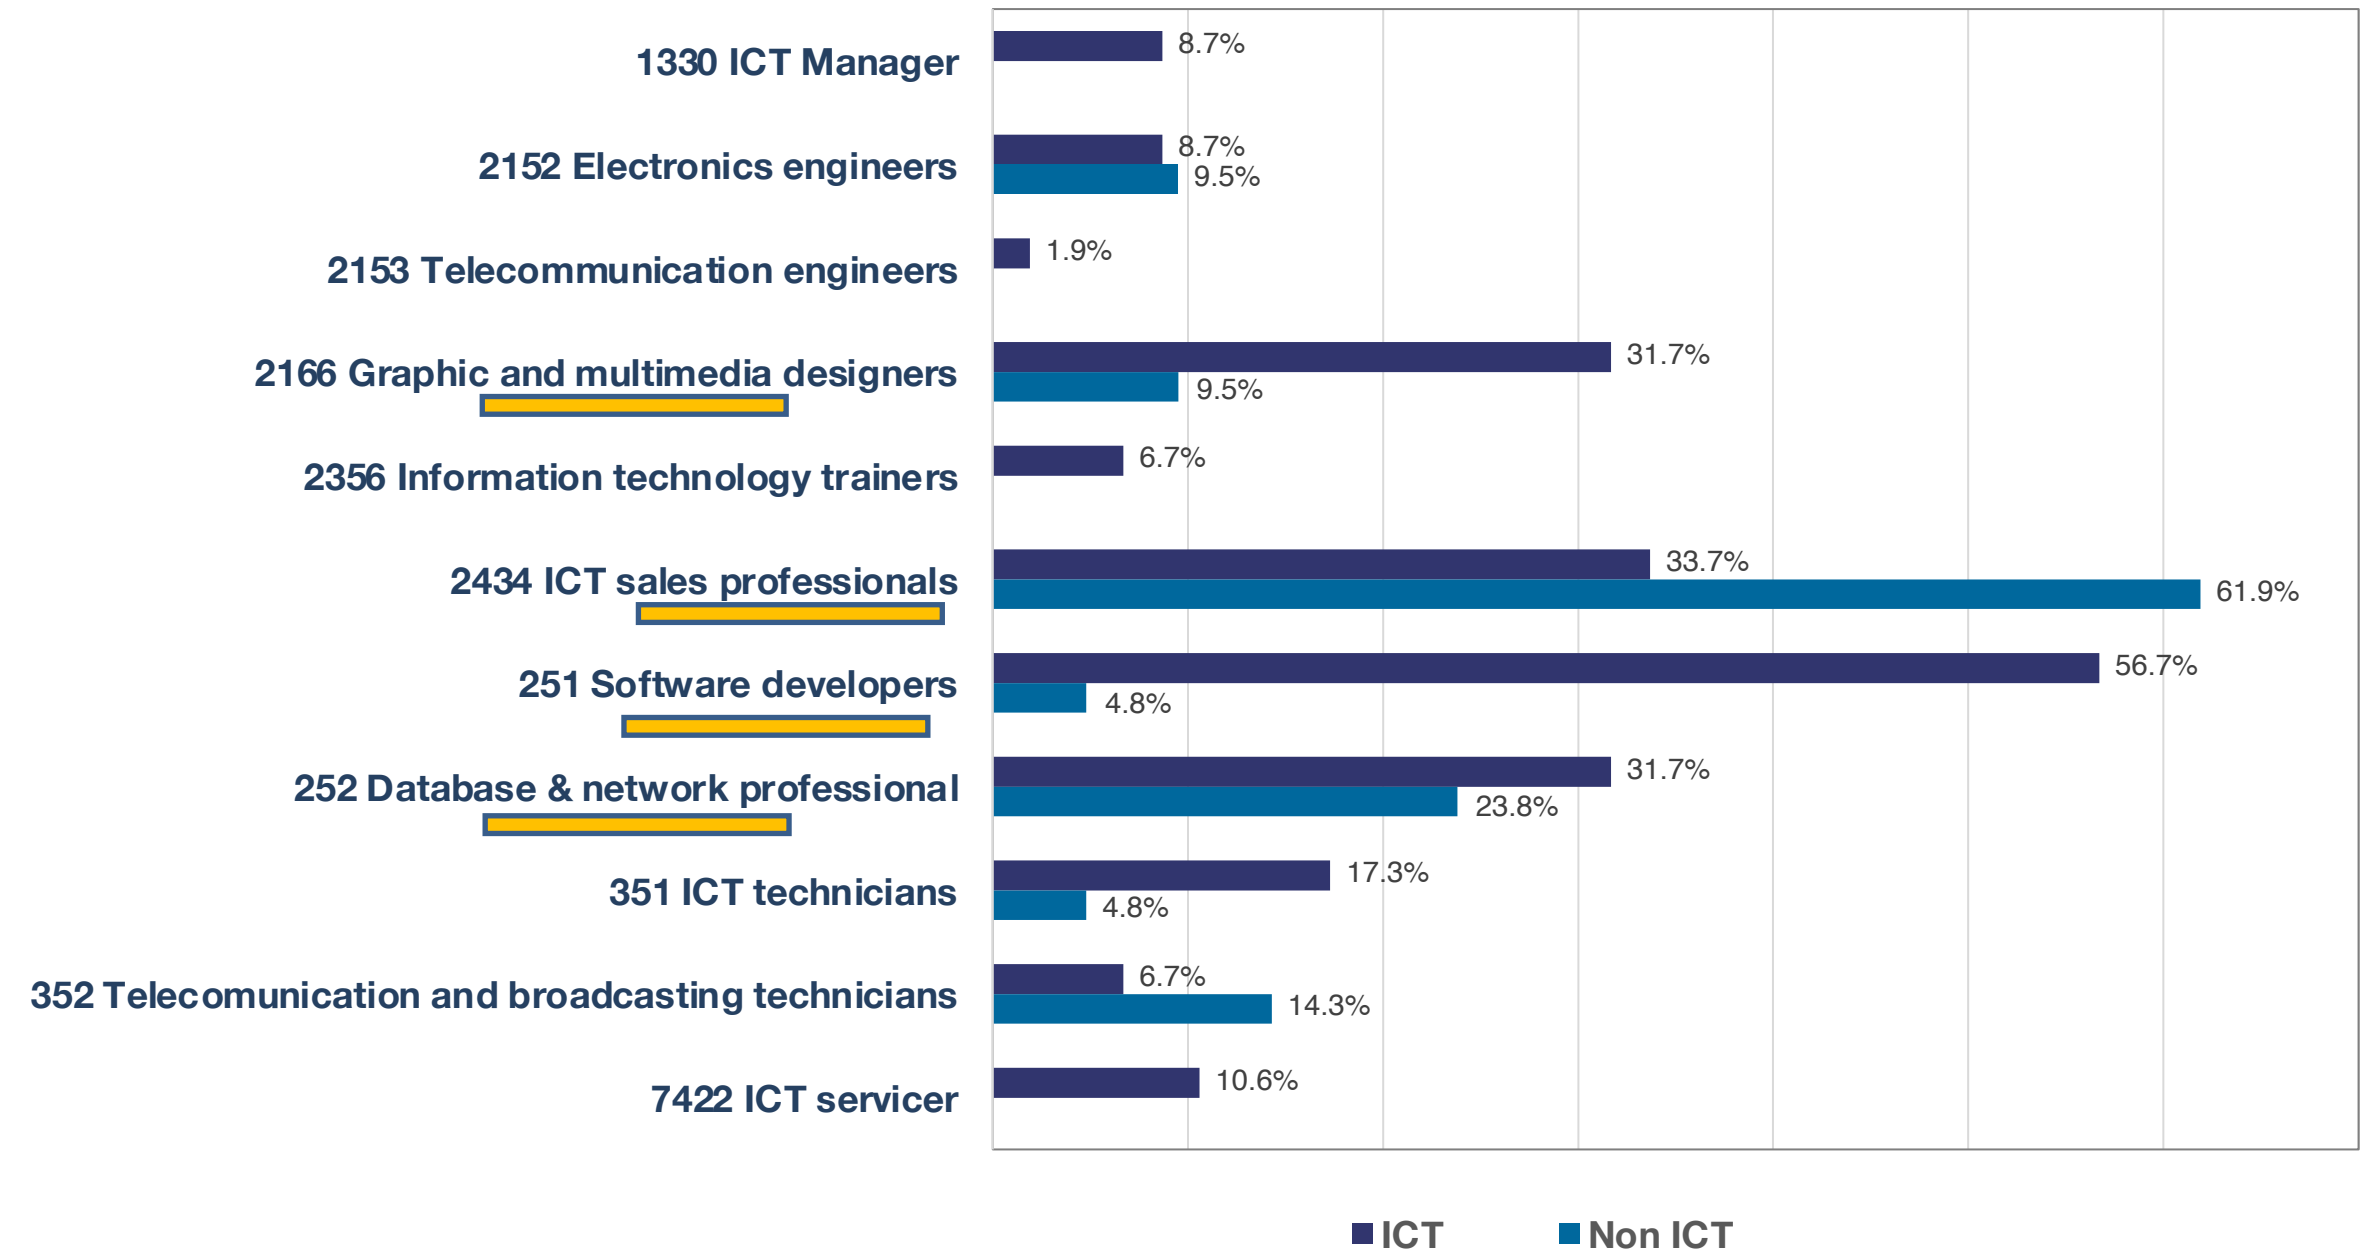 1330 ICT Manager
8.7%
2152 Electronics engineers
8.7%
9.5%
2153 Telecommunication engineers
1.9%
2166 Graphic and multimedia designers
31.7%
9.5%
2356 Information technology trainers
6.7%
2434 ICT sales professionals
33.7%
61.9%
251 Software developers
56.7%
4.8%
252 Database & network professional
31.7%
23.8%
351 ICT technicians
17.3%
4.8%
352 Telecomunication and broadcasting technicians
6.7%
14.3%
7422 ICT servicer
10.6%
ICT
Non ICT